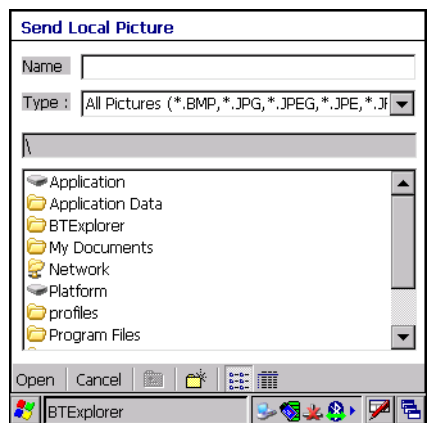 Send Local Picture
Name
Type : All Pictures (*.BMP,*.JPG,*.JPEG,*.JPE,*.
\
Application
Application Data
BTExplorer
My Documents
Network
Platform
profiles
Program Files
Open Cancel
BTExplorer